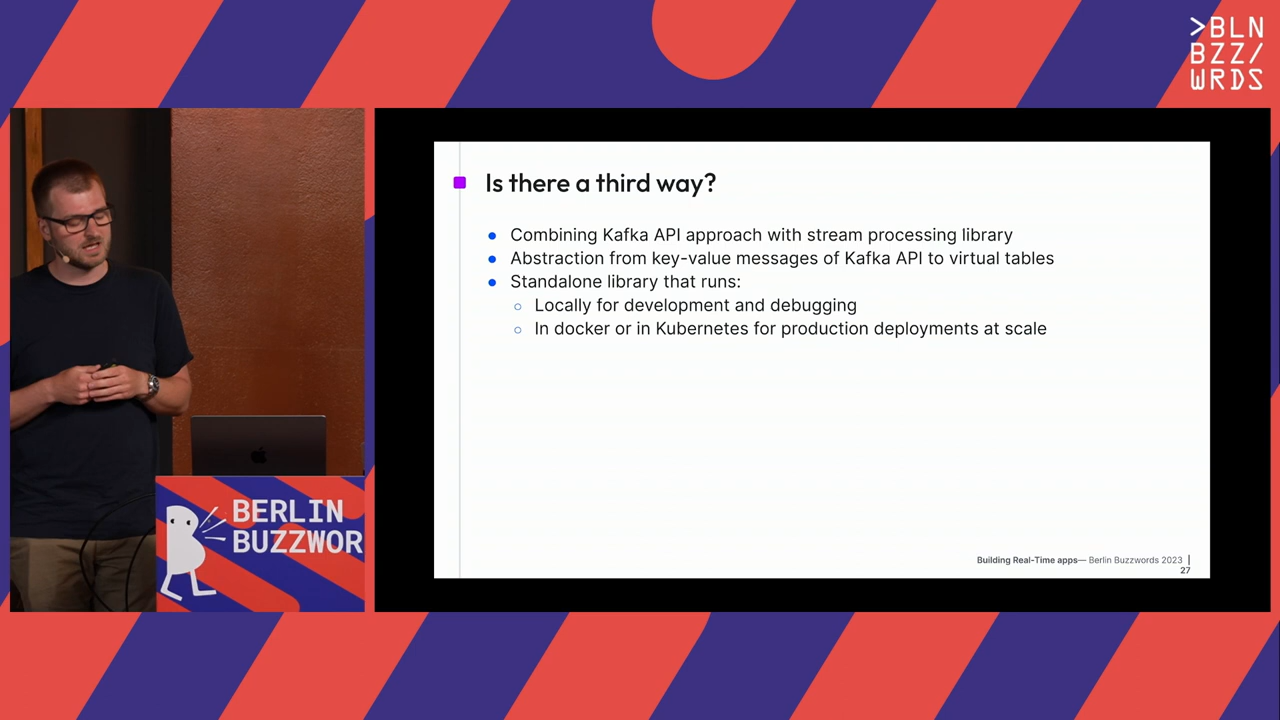 >BLN
BZZ/
WRDS
Is there a third way?
Combining Kafka API approach with stream processing library
Abstraction from key-value messages of Kafka API to virtual tables
Standalone library that runs:
Locally for development and debugging
In docker or in Kubernetes for production deployments at scale
Building Real-Time apps— Berlin Buzzwords 2023 |
27
BERLIN
BUZZWOR